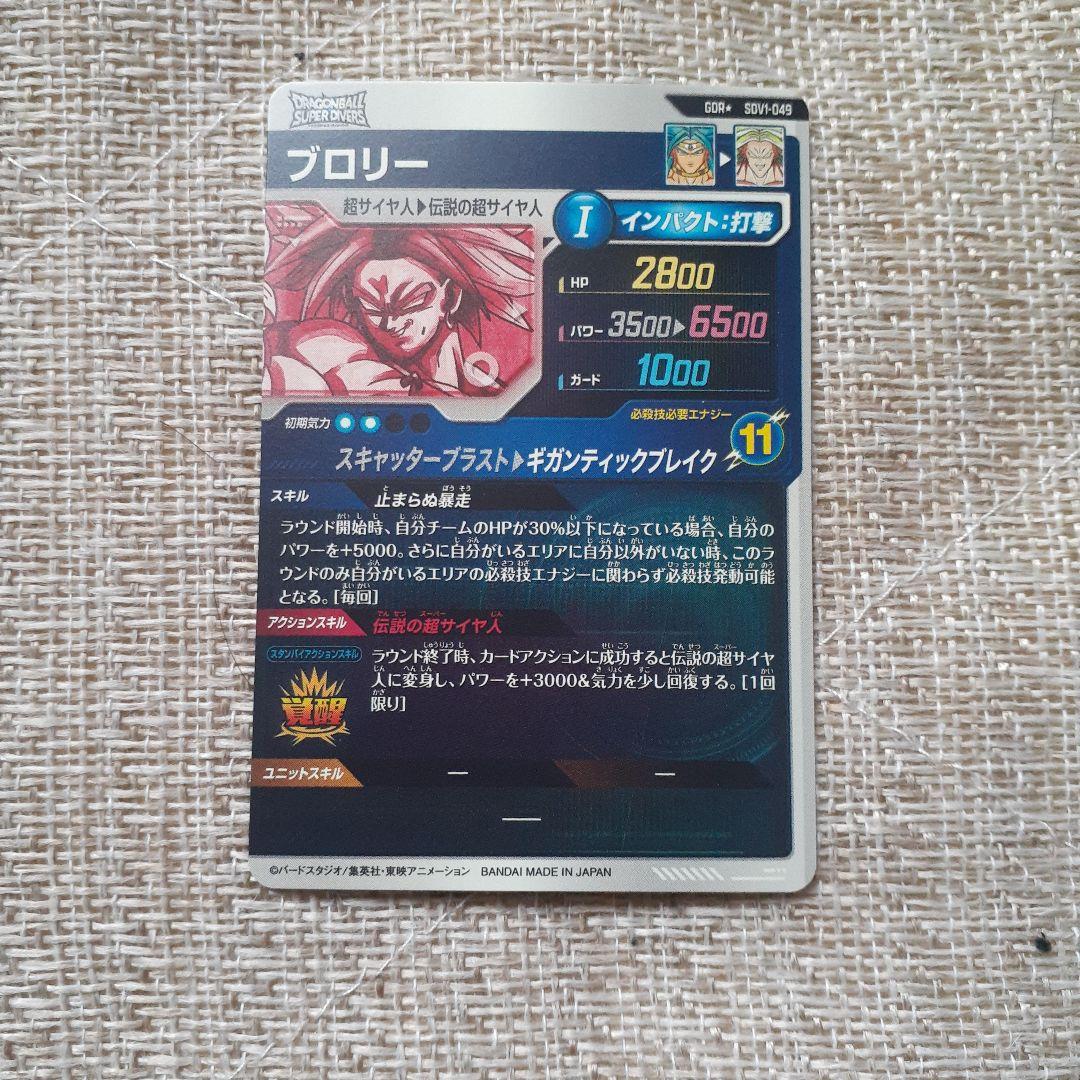 DRAGONBALL
SUPER DIVERS
GDR★ SDV1-049
ブロリー
超サイヤ人▶伝説の超サイヤ人
I インパクト:打撃
HP 2800
パワー 3500▶6500
ガード 1000
初期気力
必殺技必要エナジー
11
スキャッターブラスト▶ギガンティックブレイク
スキル 止まらぬ暴走
ラウンド開始時、自分チームのHPが30%以下になっている場合、自分の
パワーを+5000。さらに自分がいるエリアに自分以外がいない時、このラ
ウンドのみ自分がいるエリアの必殺技エナジーに関わらず必殺技発動可能
となる。[毎回]
アクションスキル 伝説の超サイヤ人
スタンバイアクションスキル
ラウンド終了時、カードアクションに成功すると伝説の超サイヤ
人に変身し、パワーを+3000&気力を少し回復する。[1回
限り]
覚醒
ユニットスキル — —
—
©バードスタジオ/集英社・東映アニメーション BANDAI MADE IN JAPAN